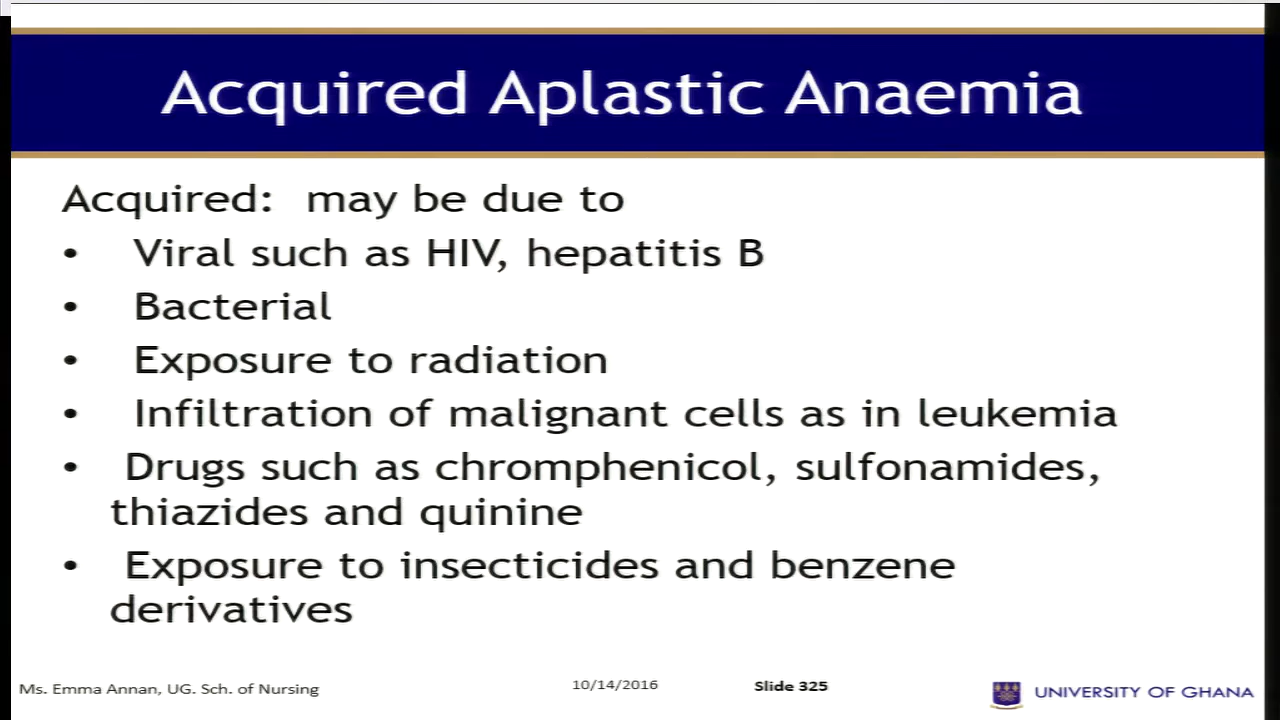 Acquired Aplastic Anaemia
Acquired: may be due to
• Viral such as HIV, hepatitis B
• Bacterial
• Exposure to radiation
• Infiltration of malignant cells as in leukemia
• Drugs such as chromphenicol, sulfonamides,
thiazides and quinine
• Exposure to insecticides and benzene
derivatives
Ms. Emma Annan, UG. Sch. of Nursing
10/14/2016
Slide 325
UNIVERSITY OF GHANA